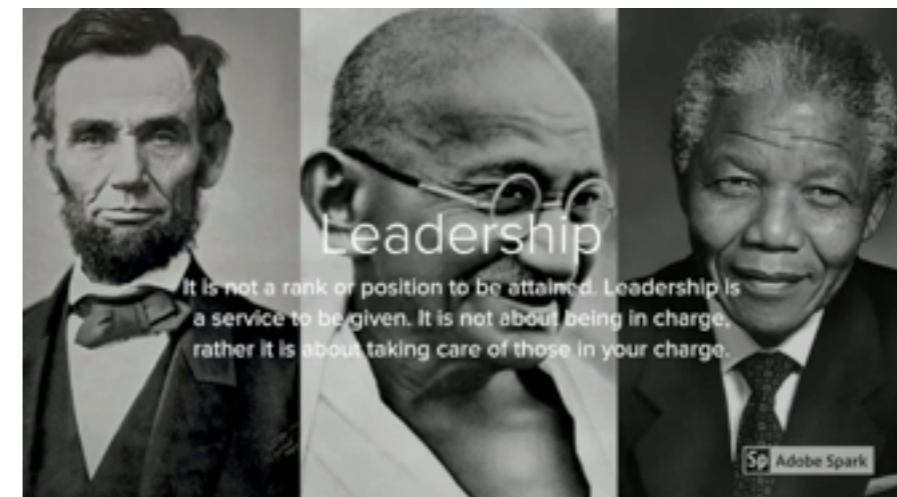 Leadership
It is not a rank or position to be attained. Leadership is
a service to be given. It is not about being in charge,
rather it is about taking care of those in your charge.
Sp Adobe Spark